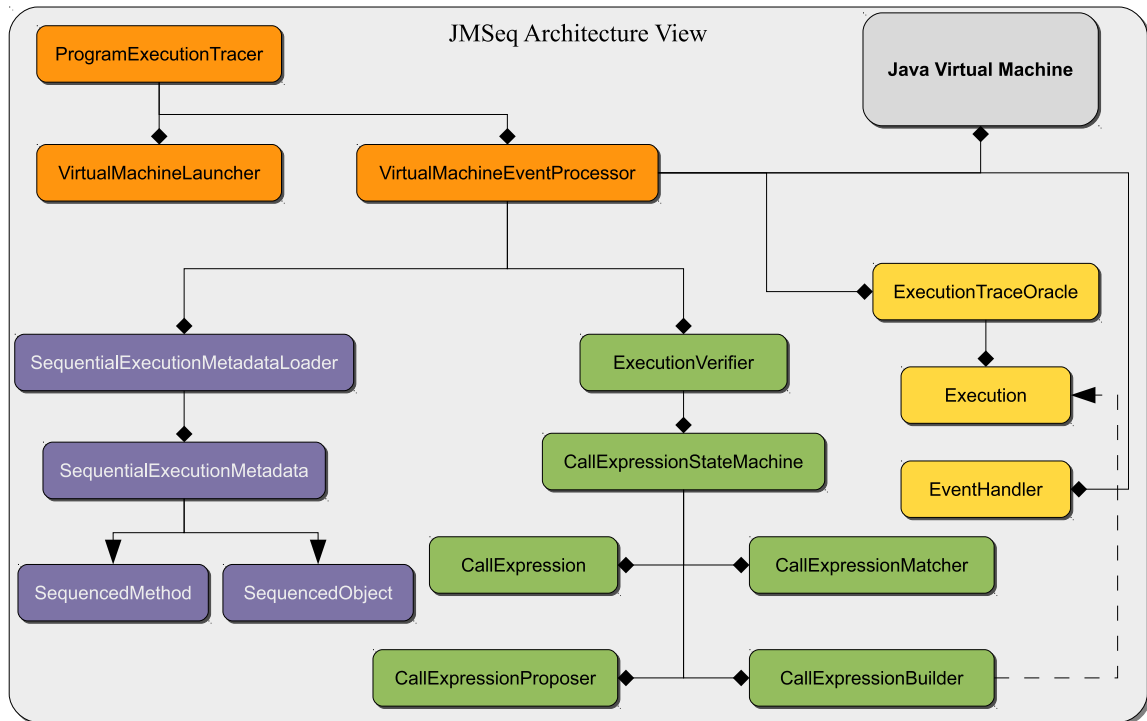 JMSeq Architecture View
ProgramExecutionTracer
Java Virtual Machine
VirtualMachineLauncher
VirtualMachineEventProcessor
ExecutionTraceOracle
SequentialExecutionMetadataLoader
ExecutionVerifier
Execution
SequentialExecutionMetadata
CallExpressionStateMachine
EventHandler
CallExpression
CallExpressionMatcher
SequencedMethod
SequencedObject
CallExpressionProposer
CallExpressionBuilder